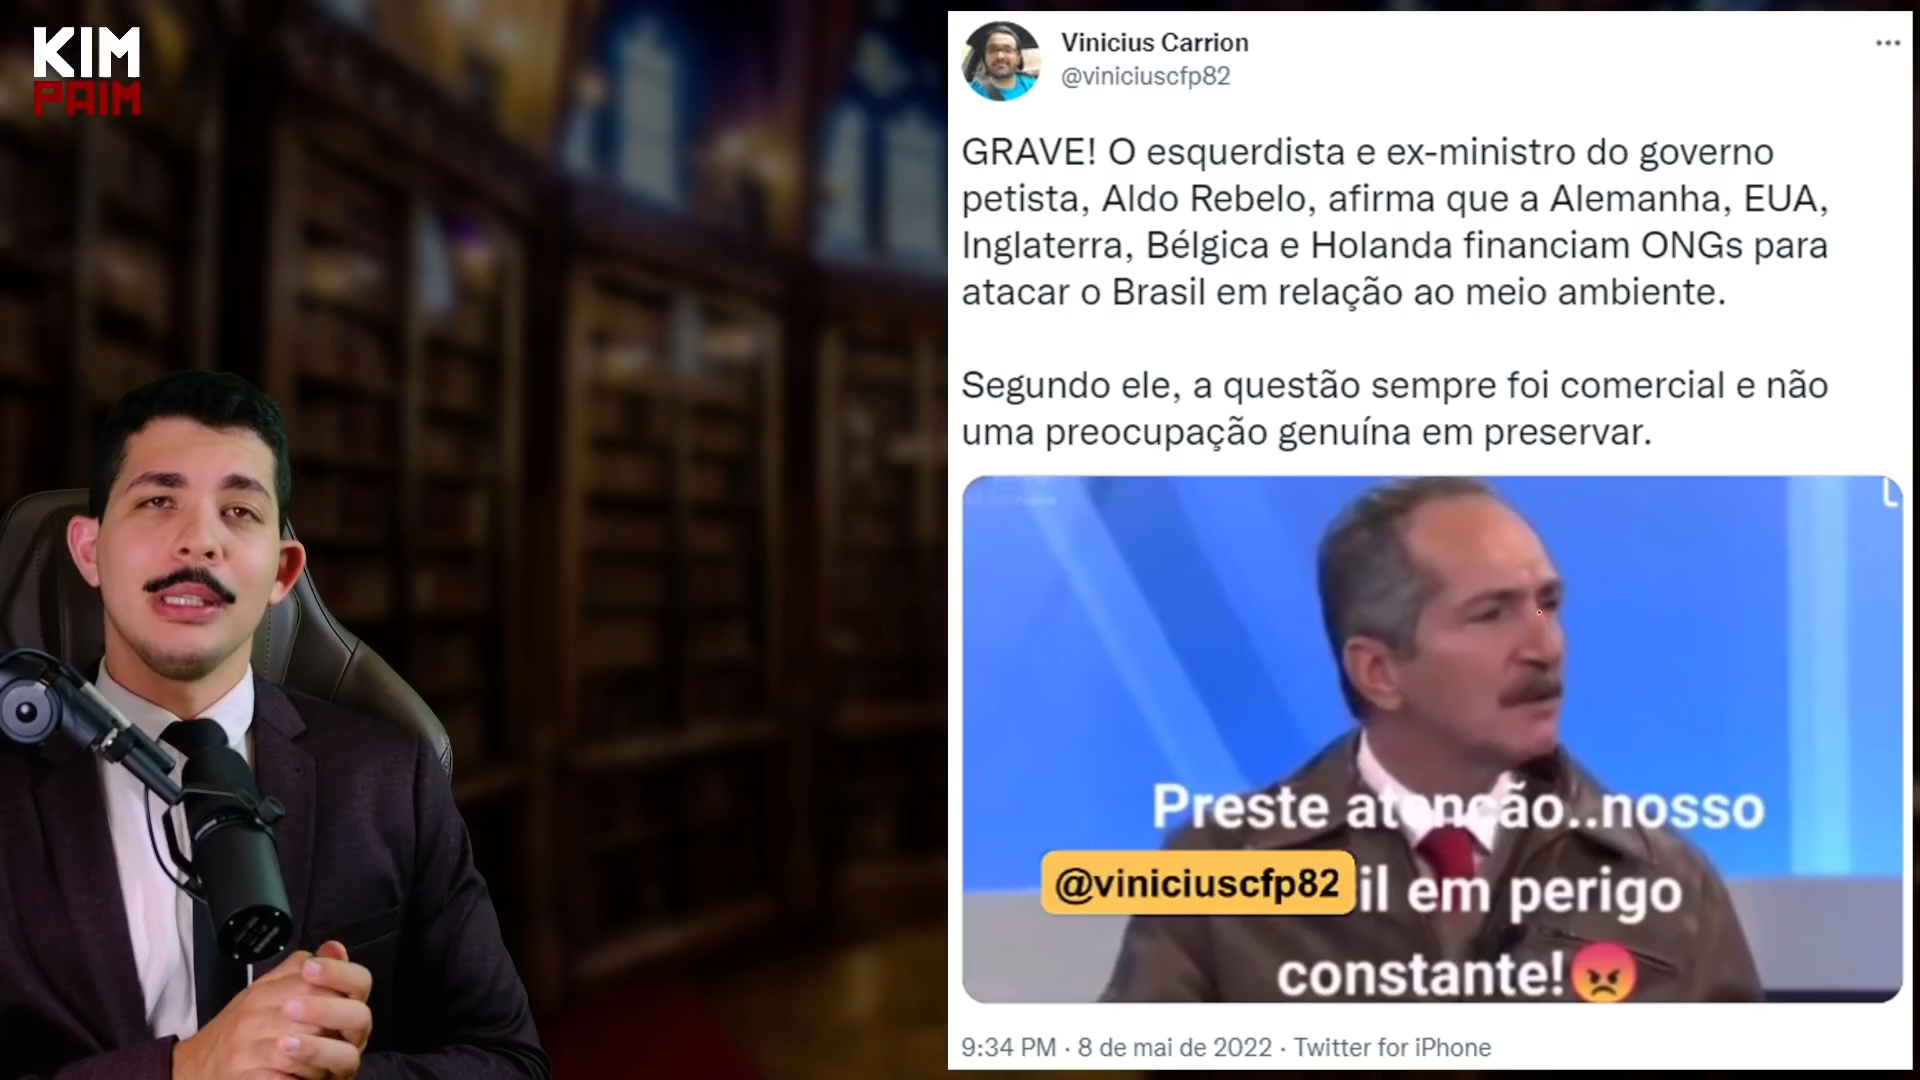 KIM
PAIM
Vinicius Carrion
@viniciuscfp82
GRAVE! O esquerdista e ex-ministro do governo
petista, Aldo Rebelo, afirma que a Alemanha, EUA,
Inglaterra, Bélgica e Holanda financiam ONGs para
atacar o Brasil em relação ao meio ambiente.
Segundo ele, a questão sempre foi comercial e não
uma preocupação genuína em preservar.
Preste atenção..nosso
@viniciuscfp82 il em perigo
constante!😡
9:34 PM · 8 de mai de 2022 · Twitter for iPhone